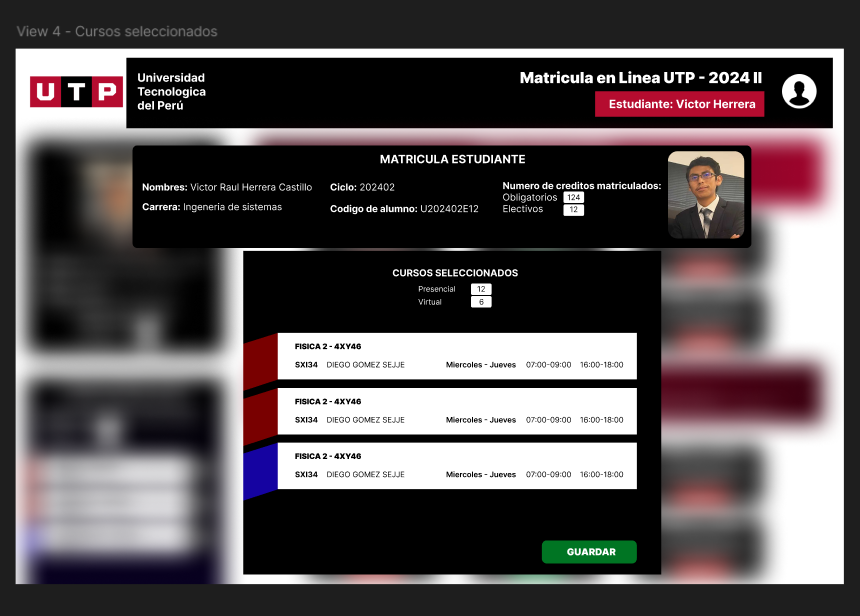 View 4 - Cursos seleccionados
UTP
Universidad
Tecnologica
del Perú
Matricula en Linea UTP - 2024 II
Estudiante: Victor Herrera
MATRICULA ESTUDIANTE
Nombres: Victor Raul Herrera Castillo
Ciclo: 202402
Numero de creditos matriculados:
Obligatorios 124
Carrera: Ingeneria de sistemas
Codigo de alumno: U202402E12
Electivos 12
CURSOS SELECCIONADOS
Presencial 12
Virtual 6
FISICA 2 - 4XY46
SXI34 DIEGO GOMEZ SEJJE Miercoles - Jueves 07:00-09:00 16:00-18:00
FISICA 2 - 4XY46
SXI34 DIEGO GOMEZ SEJJE Miercoles - Jueves 07:00-09:00 16:00-18:00
FISICA 2 - 4XY46
SXI34 DIEGO GOMEZ SEJJE Miercoles - Jueves 07:00-09:00 16:00-18:00
GUARDAR